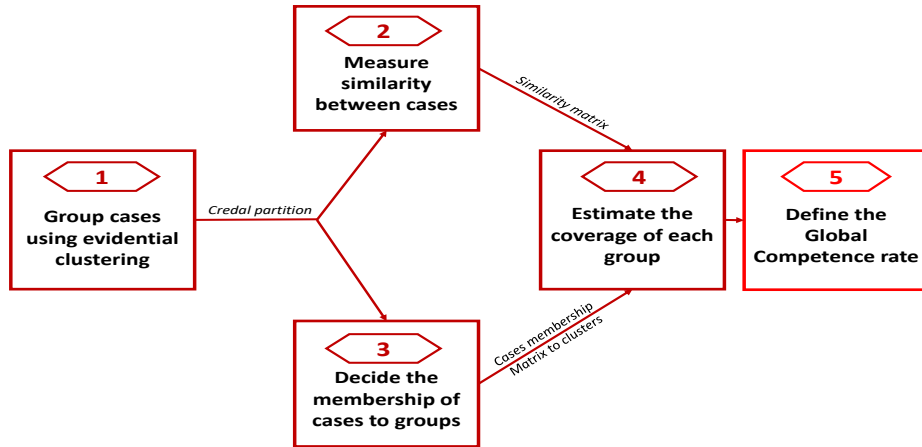 1
Group cases
using evidential
clustering
Credal partition
2
Measure
similarity
between cases
Similarity matrix
3
Decide the
membership of
cases to groups
Cases membership
Matrix to clusters
4
Estimate the
coverage of each
group
5
Define the
Global
Competence rate